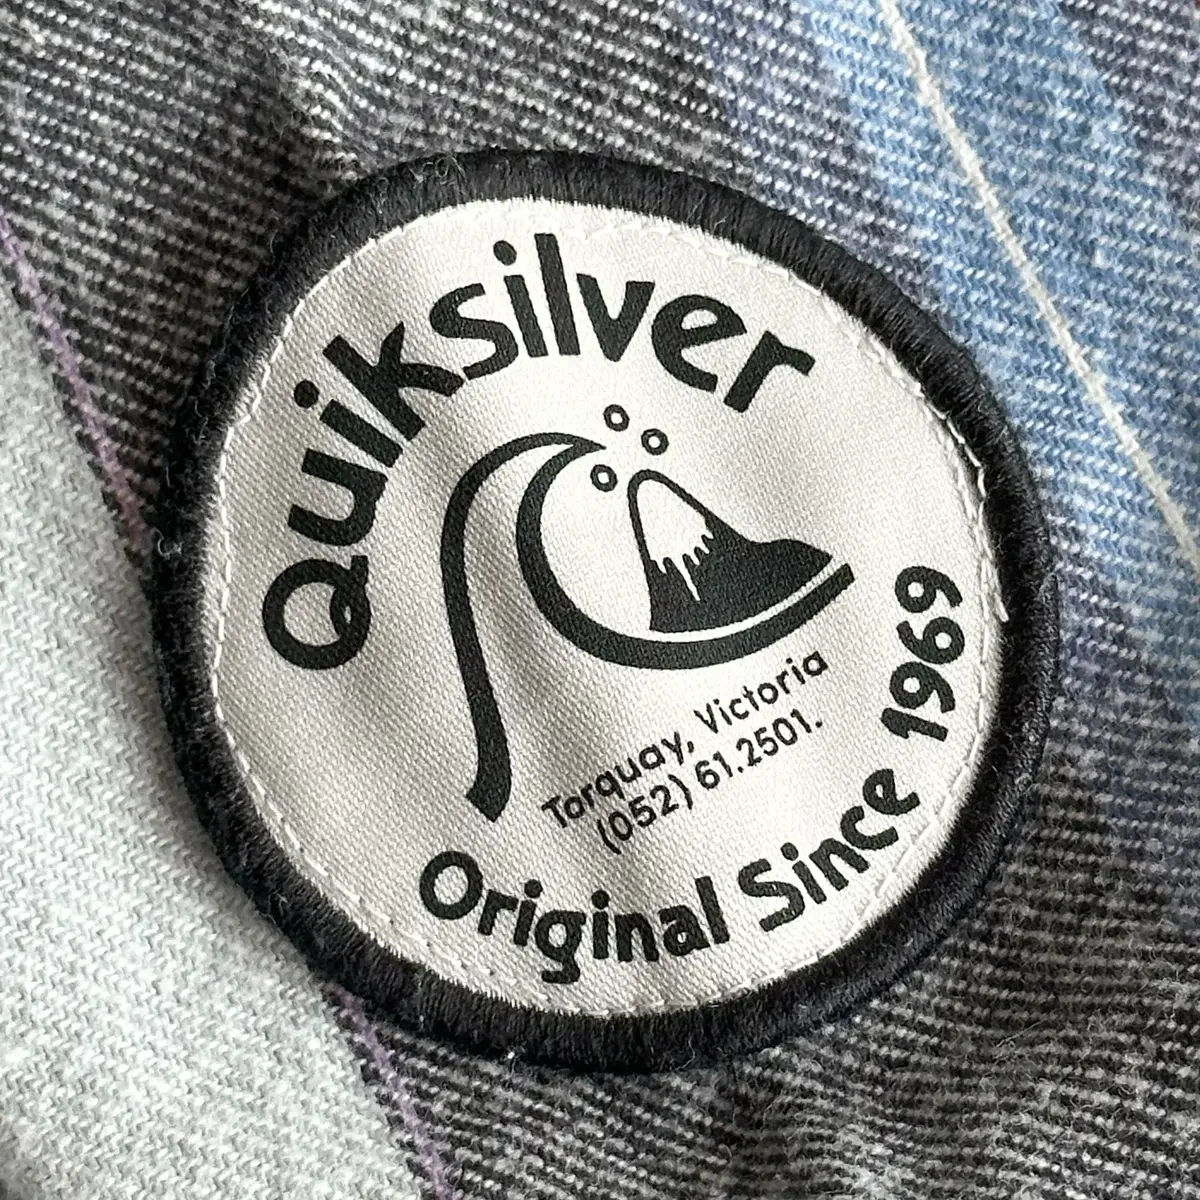 Quiksilver
Torquay, Victoria
(052) 61.2501.
Original Since 1969